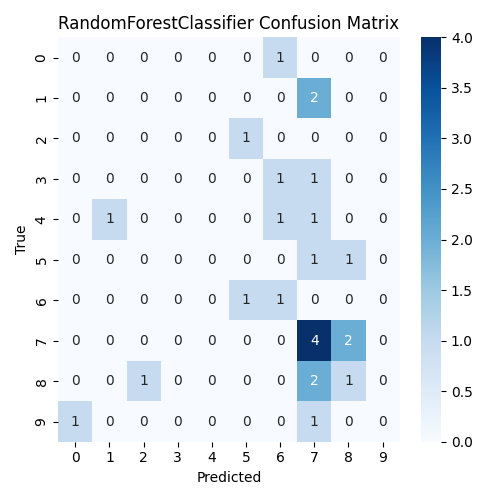 RandomForestClassifier Confusion Matrix
0 0 0 0 0 0 0 1 0 0 0
1 0 0 0 0 0 0 0 2 0 0
2 0 0 0 0 0 1 0 0 0 0
3 0 0 0 0 0 0 1 1 0 0
4 0 1 0 0 0 0 1 1 0 0
5 0 0 0 0 0 0 0 1 1 0
6 0 0 0 0 0 1 1 0 0 0
7 0 0 0 0 0 0 0 4 2 0
8 0 0 1 0 0 0 0 2 1 0
9 1 0 0 0 0 0 0 1 0 0
0 1 2 3 4 5 6 7 8 9
Predicted
True
4.0
3.5
3.0
2.5
2.0
1.5
1.0
0.5
0.0